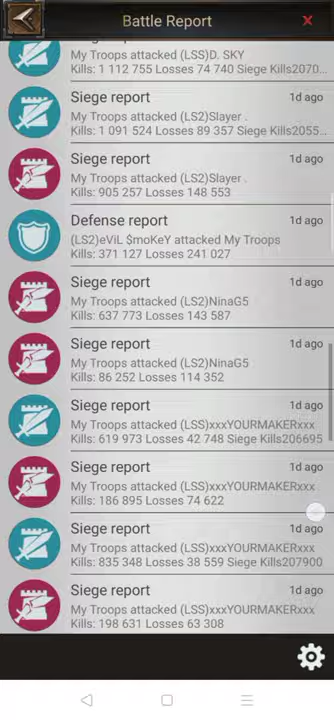 Battle Report
Siege report
My Troops attacked (LSS)D. SKY
Kills: 1 112 755 Losses 74 740 Siege Kills2070...
Siege report 1d ago
My Troops attacked (LS2)Slayer .
Kills: 1 091 524 Losses 89 357 Siege Kills2055...
Siege report 1d ago
My Troops attacked (LS2)Slayer .
Kills: 905 257 Losses 148 553
Defense report 1d ago
(LS2)eViL $moKeY attacked My Troops
Kills: 371 127 Losses 241 027
Siege report 1d ago
My Troops attacked (LS2)NinaG5
Kills: 637 773 Losses 143 587
Siege report 1d ago
My Troops attacked (LS2)NinaG5
Kills: 86 252 Losses 114 352
Siege report 1d ago
My Troops attacked (LSS)xxxYOURMAKERxxx
Kills: 619 973 Losses 42 748 Siege Kills206695
Siege report 1d ago
My Troops attacked (LSS)xxxYOURMAKERxxx
Kills: 186 895 Losses 74 622
Siege report 1d ago
My Troops attacked (LSS)xxxYOURMAKERxxx
Kills: 835 348 Losses 38 559 Siege Kills207900
Siege report 1d ago
My Troops attacked (LSS)xxxYOURMAKERxxx
Kills: 198 631 Losses 63 308